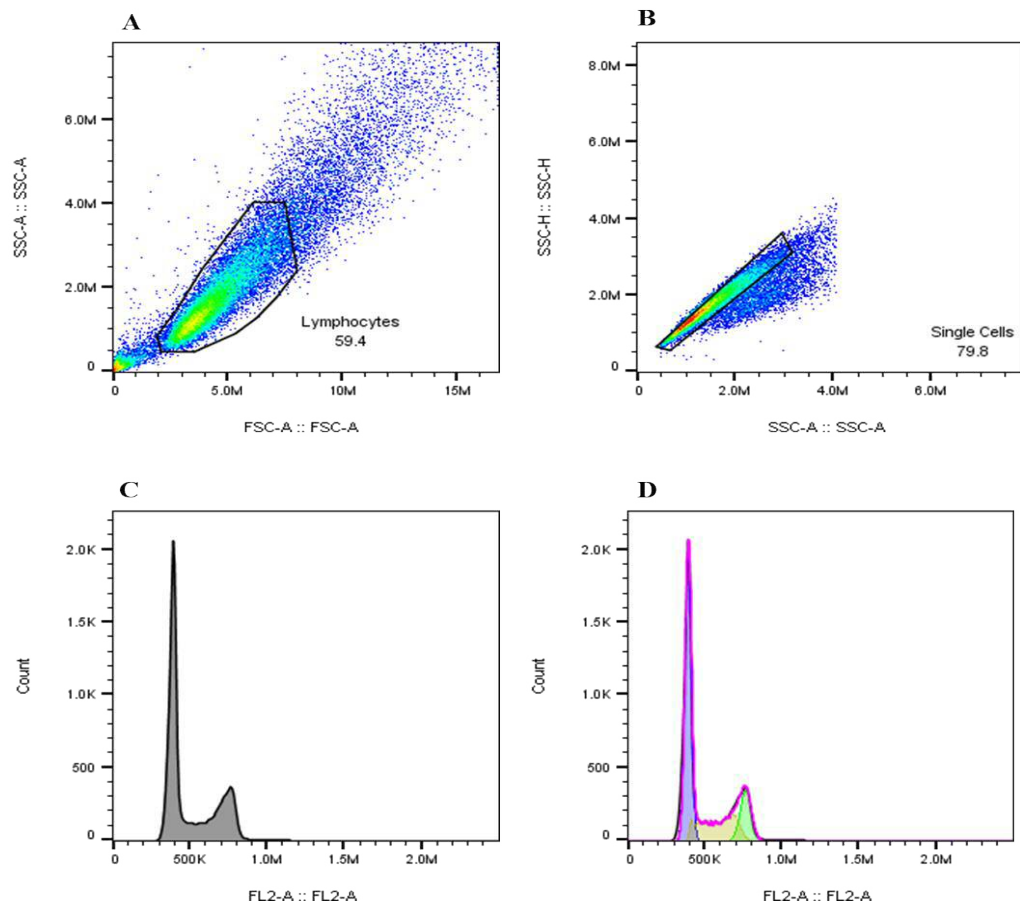 A
SSC-A :: SSC-A
6.0M
4.0M
2.0M
0
Lymphocytes
59.4
0 5.0M 10M 15M
FSC-A :: FSC-A
B
SSC-H :: SSC-H
8.0M
6.0M
4.0M
2.0M
0
Single Cells
79.8
0 2.0M 4.0M 6.0M
SSC-A :: SSC-A
C
Count
2.0K
1.5K
1.0K
500
0
0 500K 1.0M 2.0M
FL2-A :: FL2-A
D
Count
2.0K
1.5K
1.0K
500
0
0 500K 1.0M 2.0M
FL2-A :: FL2-A